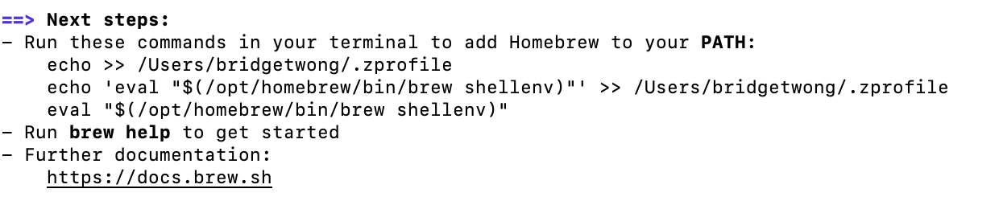 ==> Next steps:
– Run these commands in your terminal to add Homebrew to your PATH:
    echo >> /Users/bridgetwong/.zprofile
    echo 'eval "$(/opt/homebrew/bin/brew shellenv)"' >> /Users/bridgetwong/.zprofile
    eval "$(/opt/homebrew/bin/brew shellenv)"
– Run brew help to get started
– Further documentation:
    https://docs.brew.sh